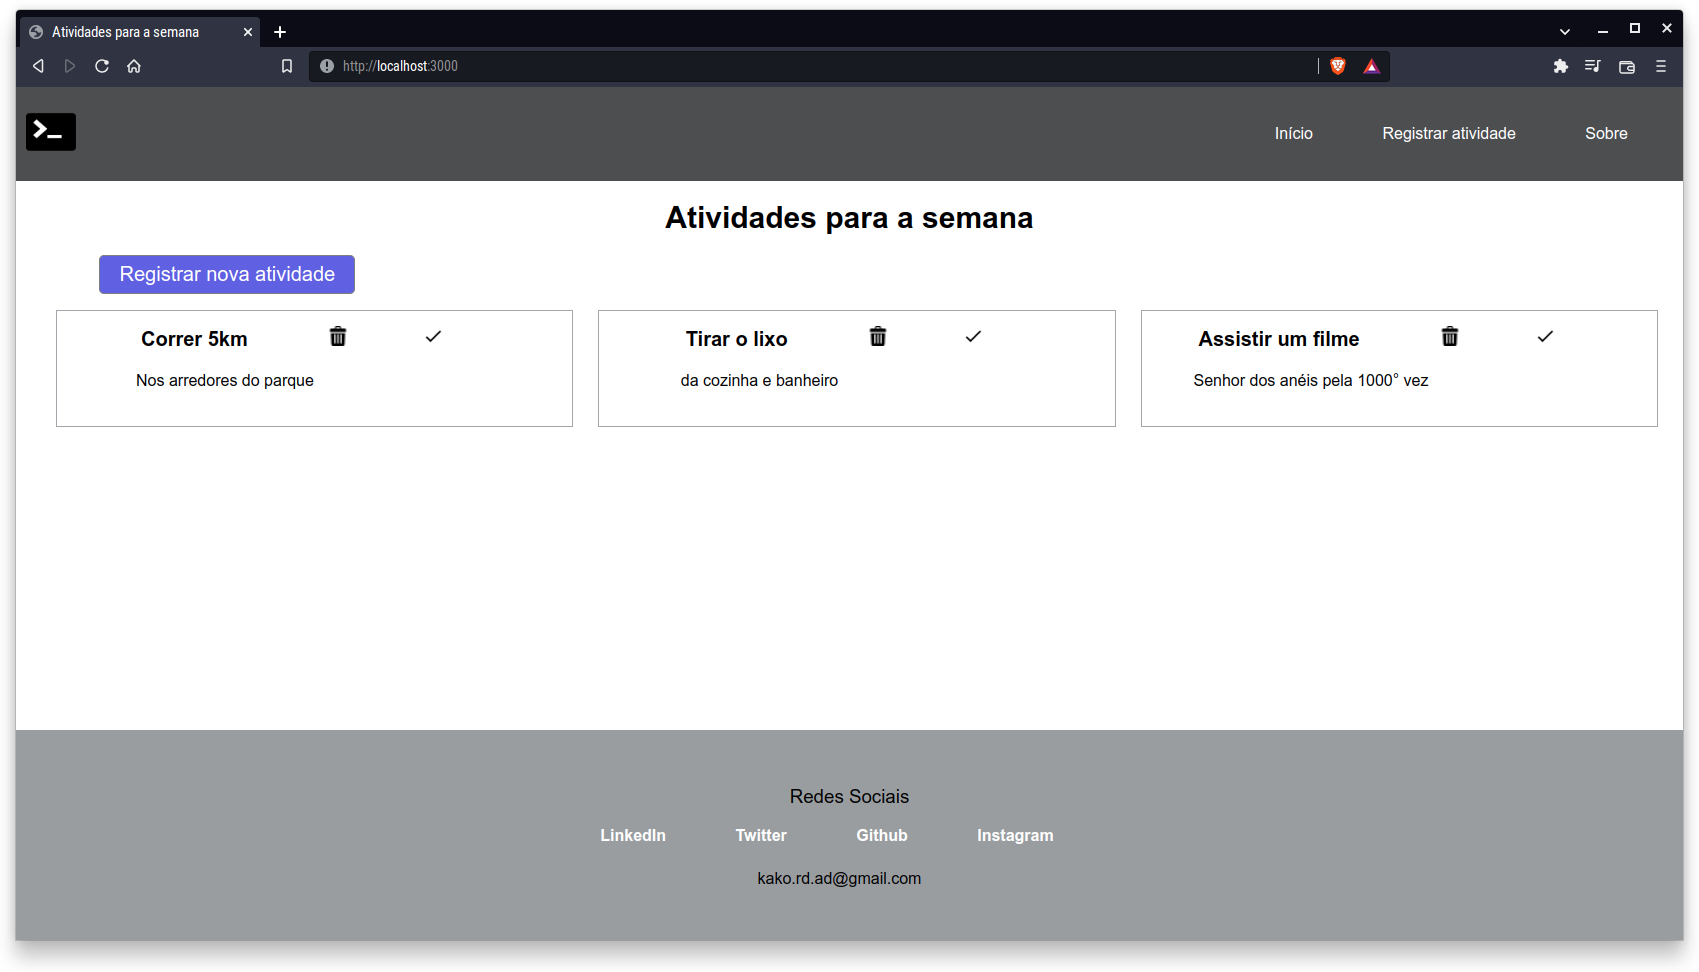 Atividades para a semana
http://localhost:3000
>_
Início Registrar atividade Sobre
Atividades para a semana
Registrar nova atividade
Correr 5km
Nos arredores do parque
Tirar o lixo
da cozinha e banheiro
Assistir um filme
Senhor dos anéis pela 1000° vez
Redes Sociais
LinkedIn Twitter Github Instagram
kako.rd.ad@gmail.com